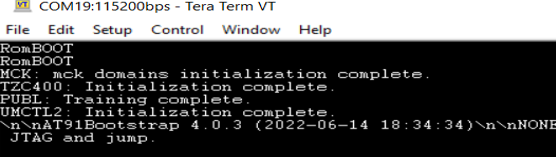 COM19:115200bps - Tera Term VT
File Edit Setup Control Window Help
RomBOOT
RomBOOT
MCK: mck domains initialization complete.
TZC400: Initialization complete.
PUBL: Training complete.
UMCTL2: Initialization complete.
\n\nAT91Bootstrap 4.0.3 (2022-06-14 18:34:34)\n\nNONE
JTAG and jump.